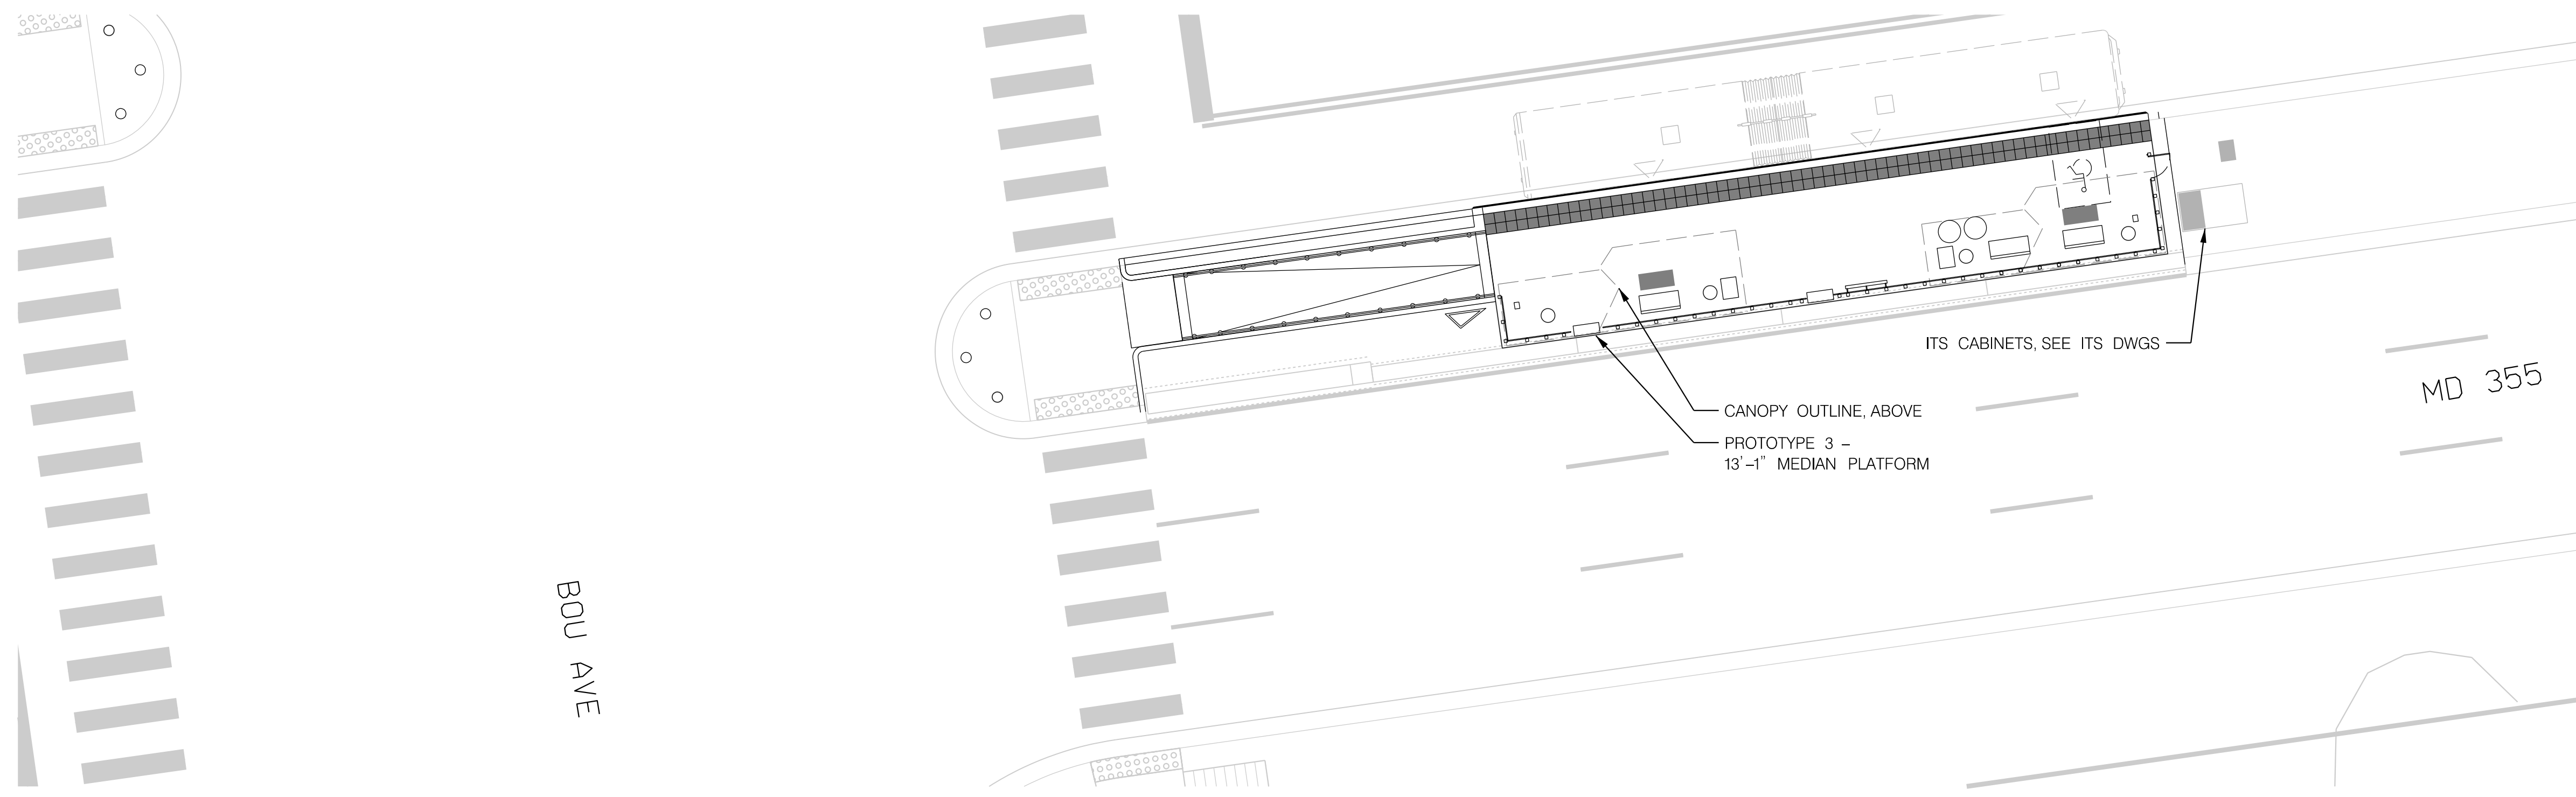 ITS CABINETS, SEE ITS DWGS
MD 355
CANOPY OUTLINE, ABOVE
PROTOTYPE 3 –
13'–1" MEDIAN PLATFORM
BOU AVE